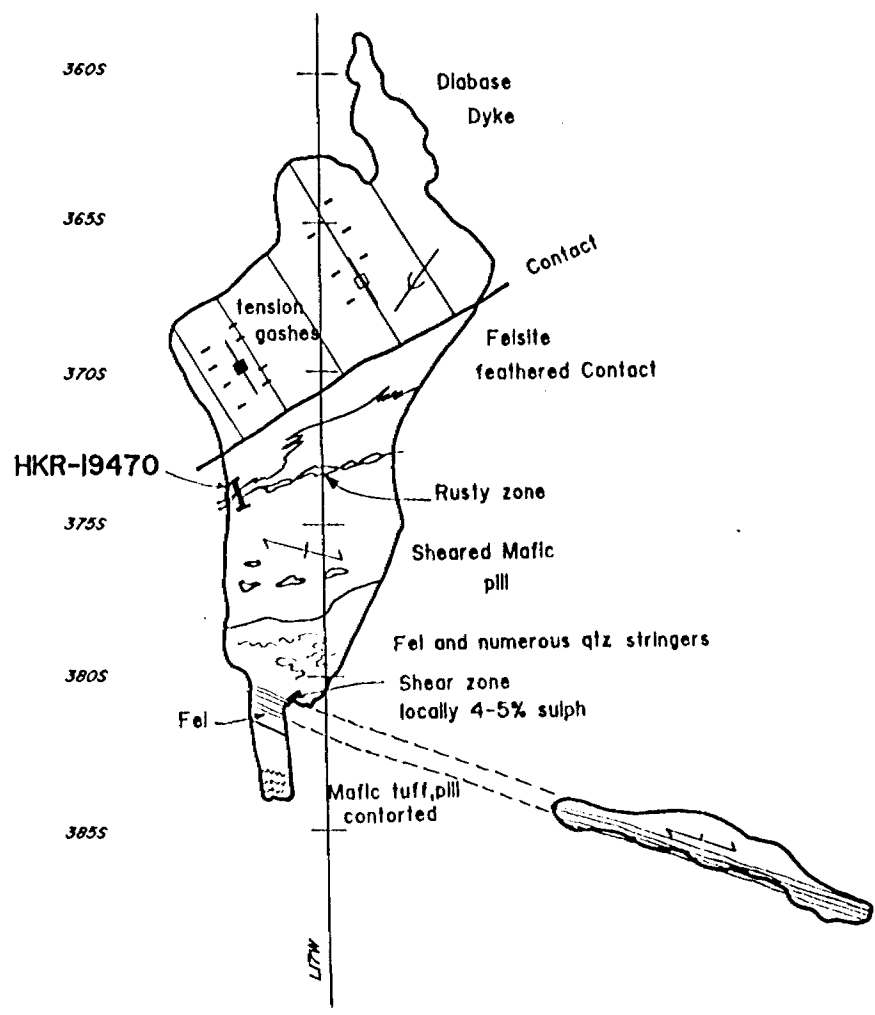 360S
Diabase
Dyke
365S
Contact
tension
gashes
Felsite
370S
feathered Contact
HKR-19470
Rusty zone
375S
Sheared Mafic
pill
Fel and numerous qtz stringers
380S
Shear zone
locally 4-5% sulph
Fel
Mafic tuff, pill
contorted
385S
L17W